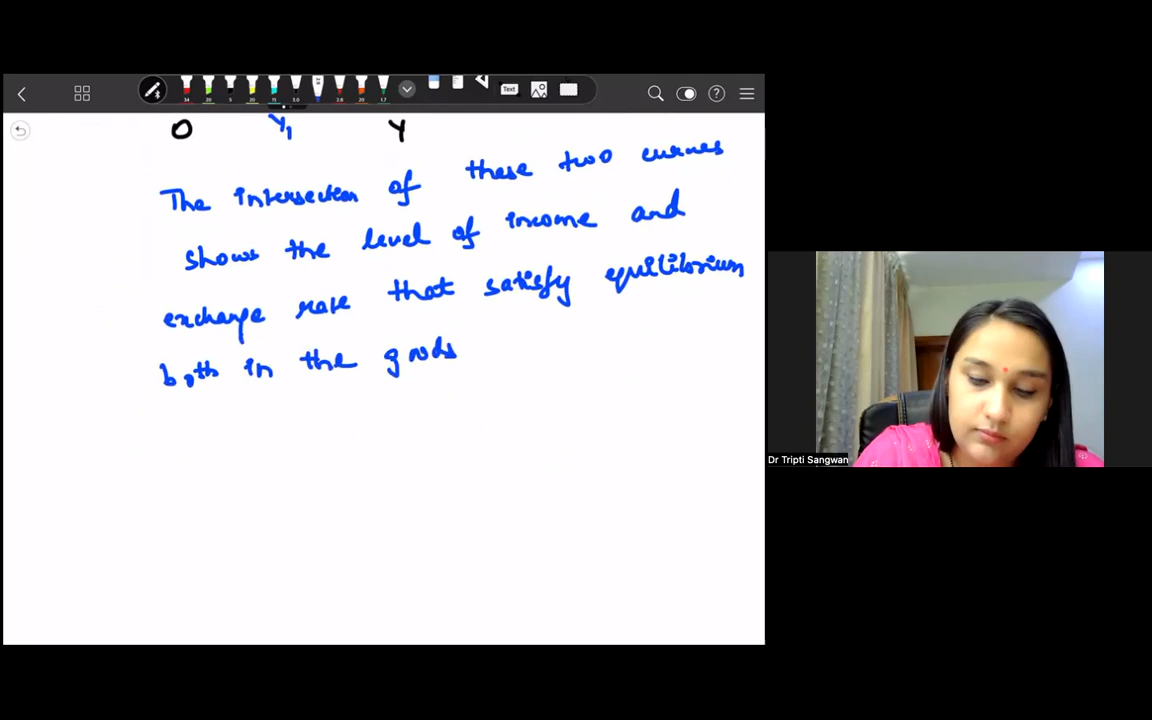 Text
O Y1 Y
The intersection of these two curves
shows the level of income and
exchange rate that satisfy equilibrium
both in the goods
Dr Tripti Sangwan